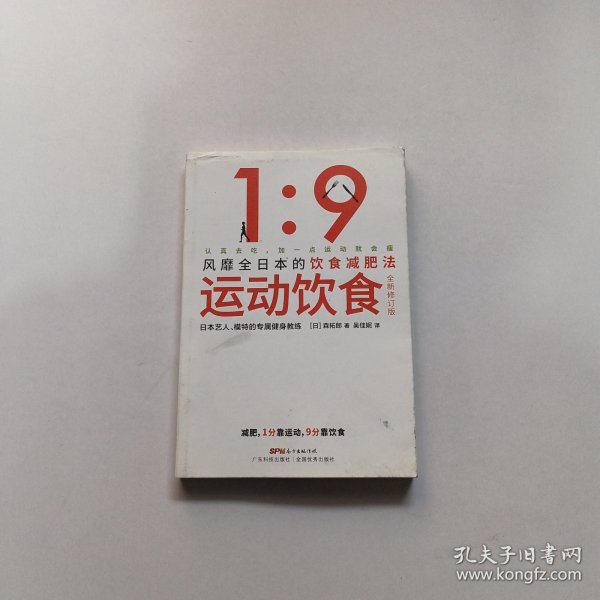 1:9
认真去吃，加一点运动就会瘦
风靡全日本的饮食减肥法
运动饮食
全新修订版
日本艺人、模特的专属健身教练 [日]森拓郎 著 吴佳妮 译
减肥，1分靠运动，9分靠饮食
SPM南方出版传媒
广东科技出版社 | 全国优秀出版社
孔夫子旧书网
www.kongfz.com